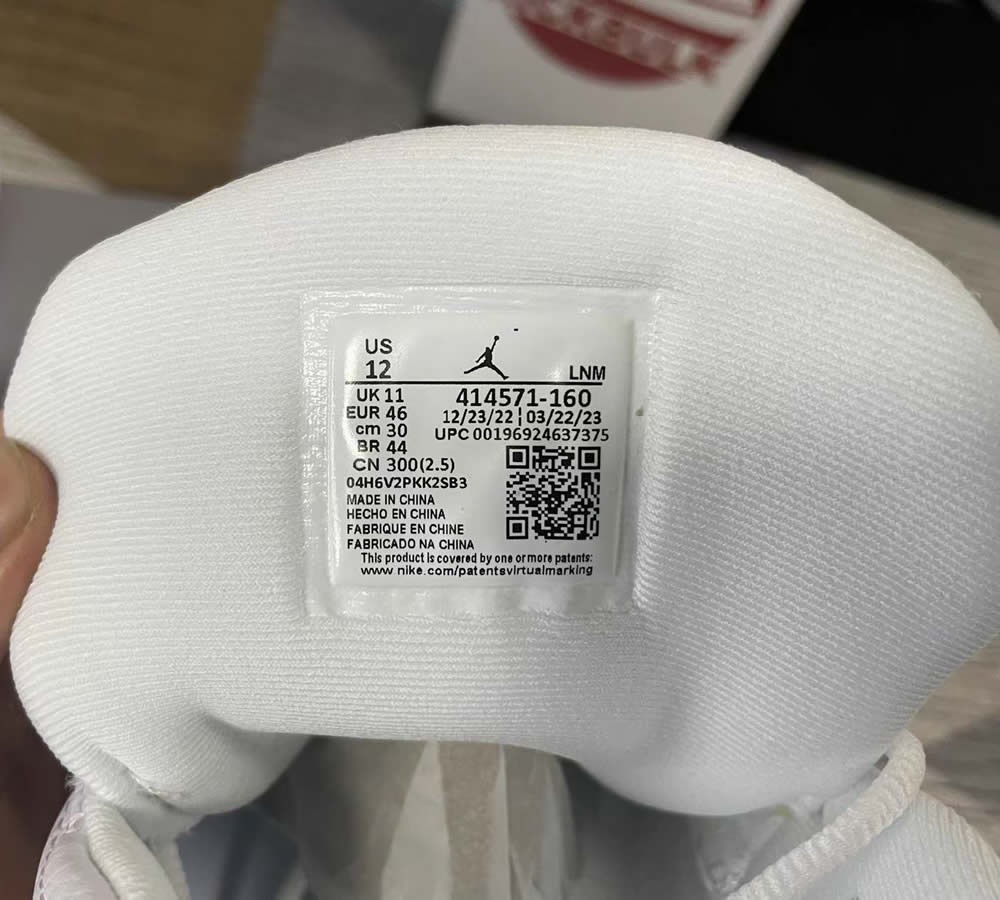 US
12
LNM
UK 11
EUR 46
cm 30
BR 44
CN 300(2.5)
414571-160
12/23/22 | 03/22/23
UPC 00196924637375
04H6V2PKK2SB3
MADE IN CHINA
HECHO EN CHINA
FABRIQUE EN CHINE
FABRICADO NA CHINA
This product is covered by one or more patents:
www.nike.com/patentsvirtualmarking